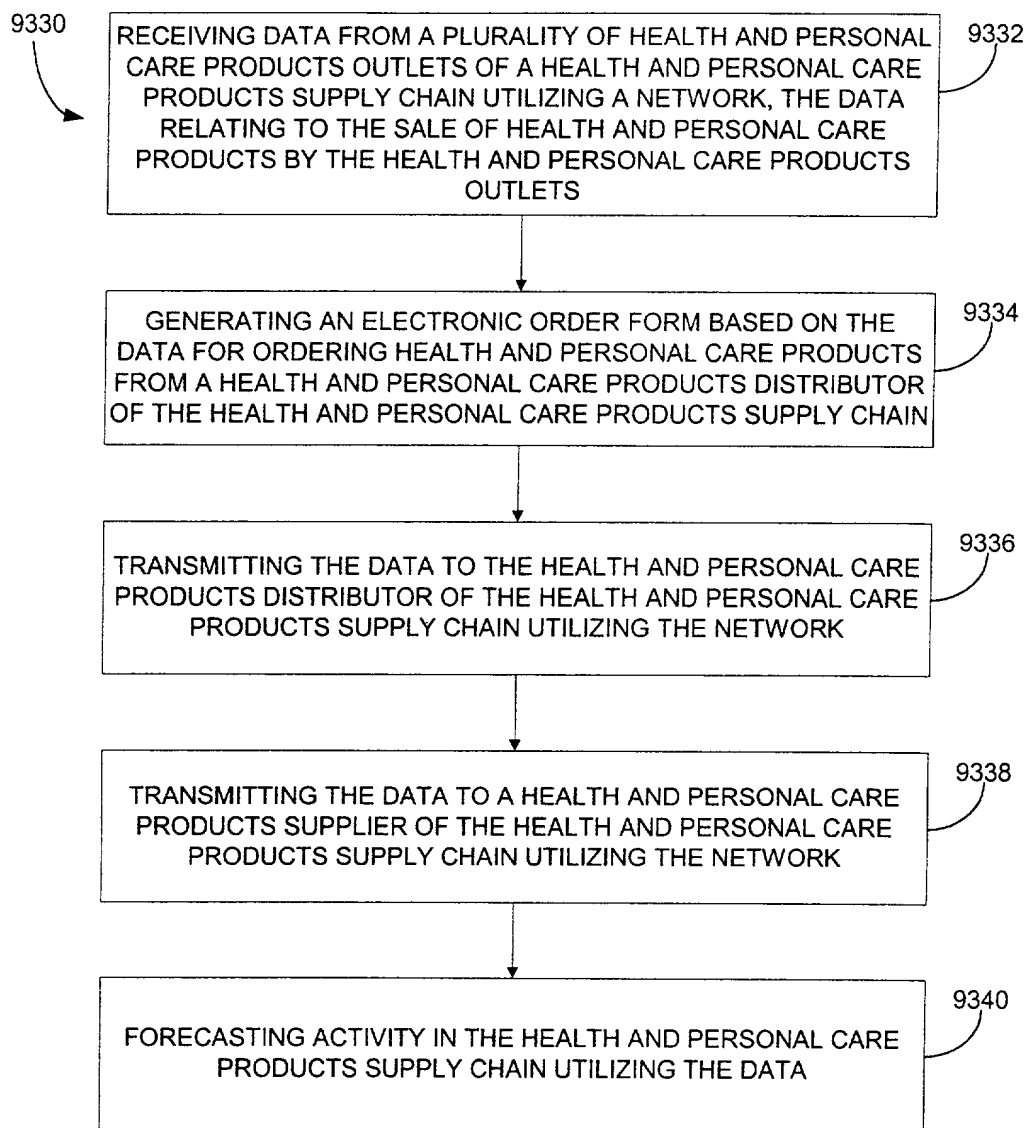 9330
RECEIVING DATA FROM A PLURALITY OF HEALTH AND PERSONAL
CARE PRODUCTS OUTLETS OF A HEALTH AND PERSONAL CARE
PRODUCTS SUPPLY CHAIN UTILIZING A NETWORK, THE DATA
RELATING TO THE SALE OF HEALTH AND PERSONAL CARE
PRODUCTS BY THE HEALTH AND PERSONAL CARE PRODUCTS
OUTLETS
9332
GENERATING AN ELECTRONIC ORDER FORM BASED ON THE
DATA FOR ORDERING HEALTH AND PERSONAL CARE PRODUCTS
FROM A HEALTH AND PERSONAL CARE PRODUCTS DISTRIBUTOR
OF THE HEALTH AND PERSONAL CARE PRODUCTS SUPPLY CHAIN
9334
TRANSMITTING THE DATA TO THE HEALTH AND PERSONAL CARE
PRODUCTS DISTRIBUTOR OF THE HEALTH AND PERSONAL CARE
PRODUCTS SUPPLY CHAIN UTILIZING THE NETWORK
9336
TRANSMITTING THE DATA TO A HEALTH AND PERSONAL CARE
PRODUCTS SUPPLIER OF THE HEALTH AND PERSONAL CARE
PRODUCTS SUPPLY CHAIN UTILIZING THE NETWORK
9338
FORECASTING ACTIVITY IN THE HEALTH AND PERSONAL CARE
PRODUCTS SUPPLY CHAIN UTILIZING THE DATA
9340